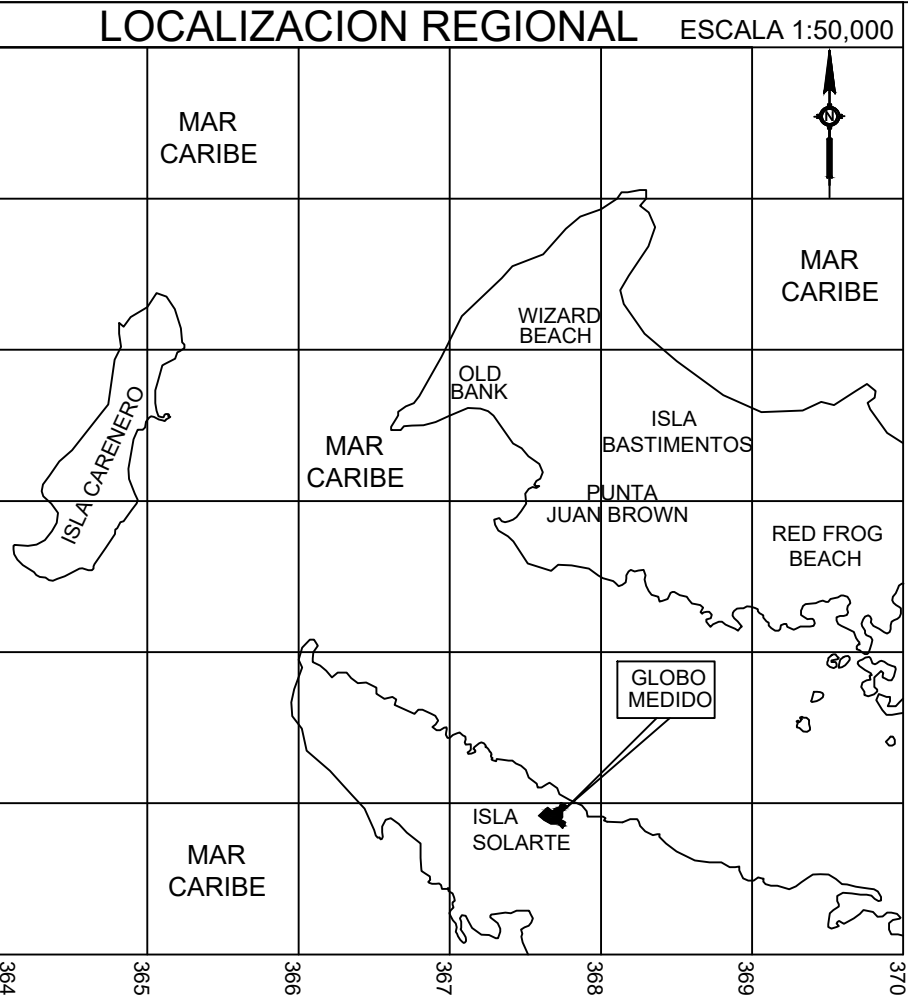 LOCALIZACION REGIONAL ESCALA 1:50,000
MAR
CARIBE
N
MAR
CARIBE
WIZARD
BEACH
OLD
BANK
ISLA CARENERO
ISLA
BASTIMENTOS
MAR
CARIBE
PUNTA
JUAN BROWN
RED FROG
BEACH
GLOBO
MEDIDO
ISLA
SOLARTE
MAR
CARIBE
364 365 366 367 368 369 370